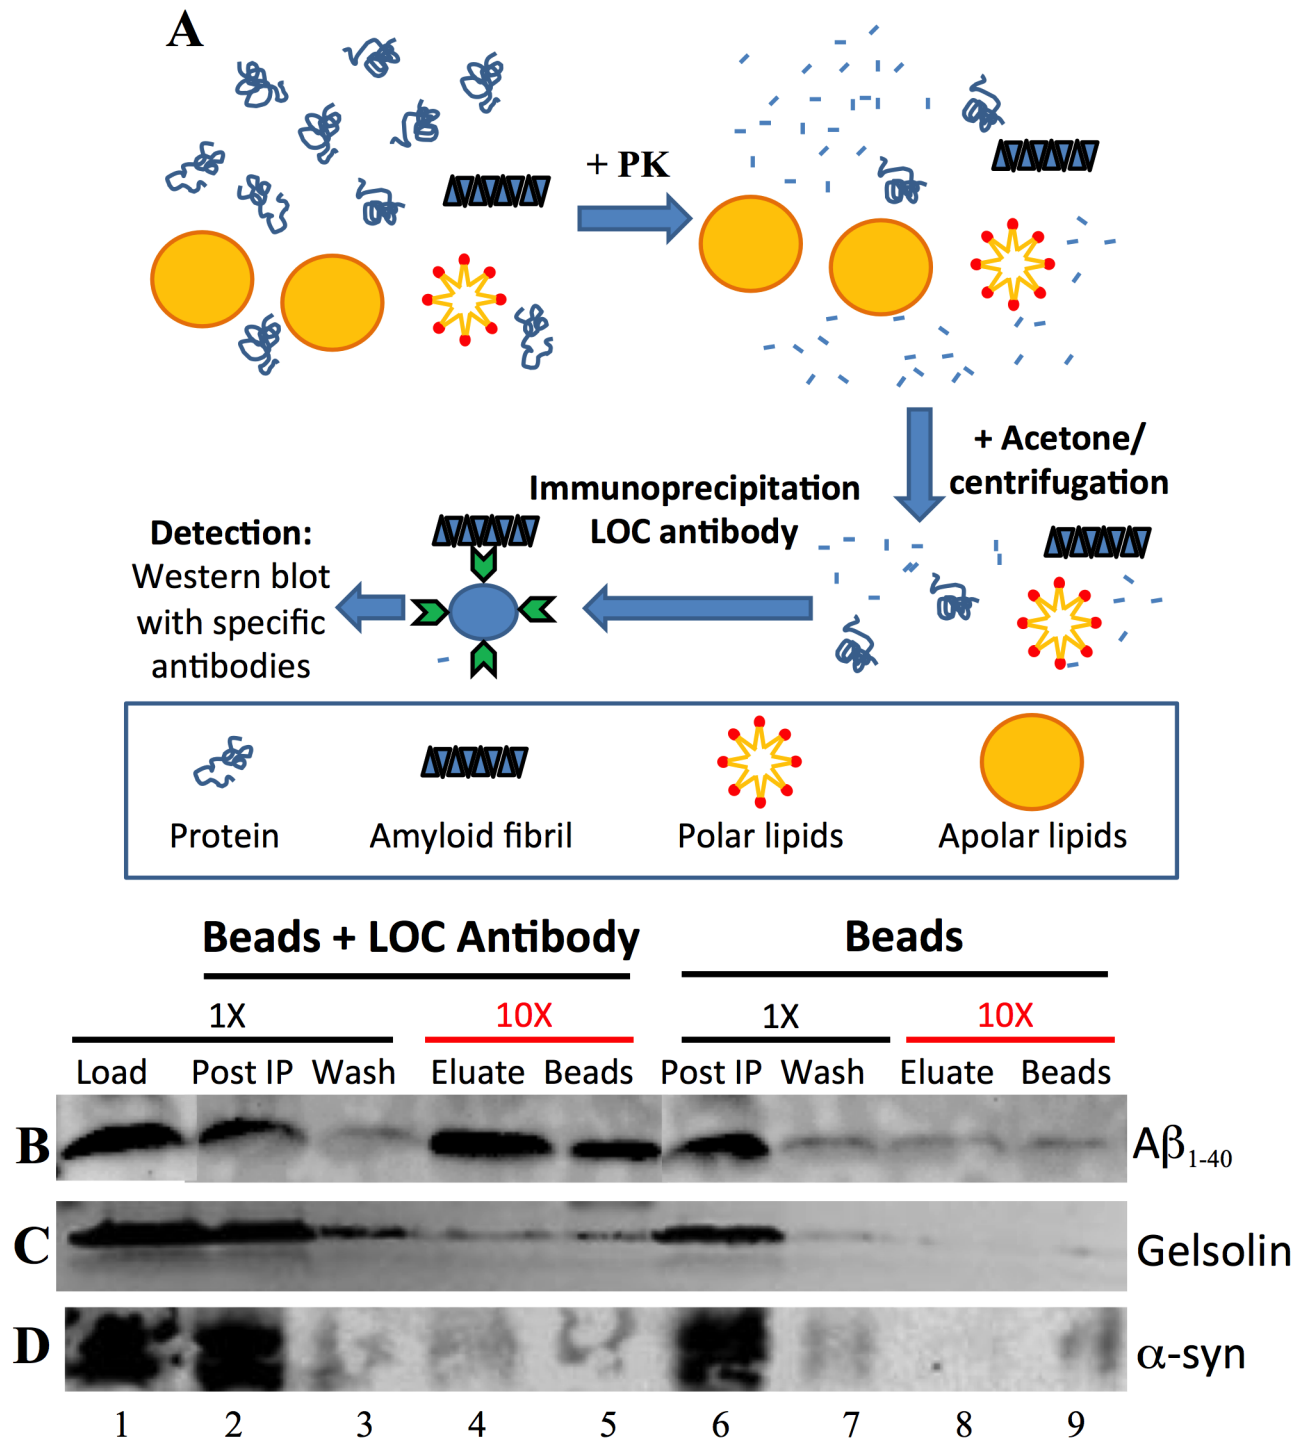 A
+ PK
+ Acetone/
centrifugation
Immunoprecipitation
LOC antibody
Detection:
Western blot
with specific
antibodies
Protein
Amyloid fibril
Polar lipids
Apolar lipids
Beads + LOC Antibody
Beads
1X 10X 1X 10X
Load Post IP Wash Eluate Beads Post IP Wash Eluate Beads
B Aβ1-40
C Gelsolin
D α-syn
1 2 3 4 5 6 7 8 9